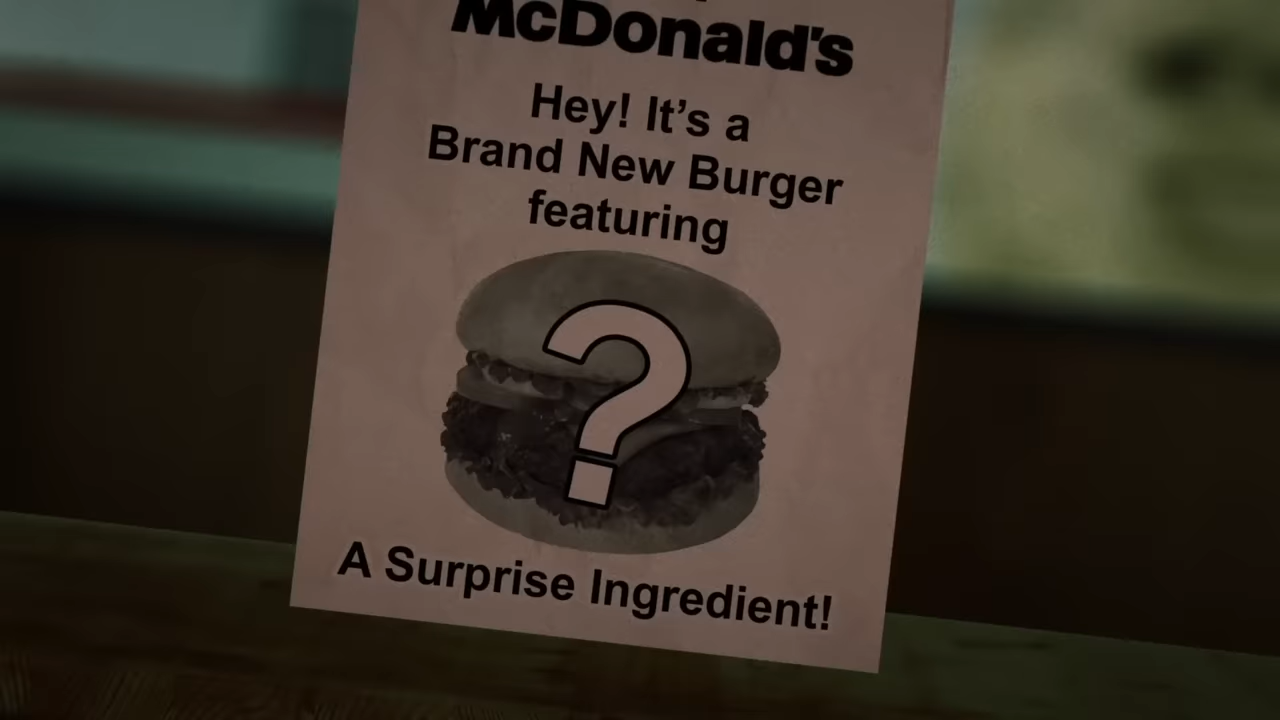 McDonald's
Hey! It's a
Brand New Burger
featuring
?
A Surprise Ingredient!